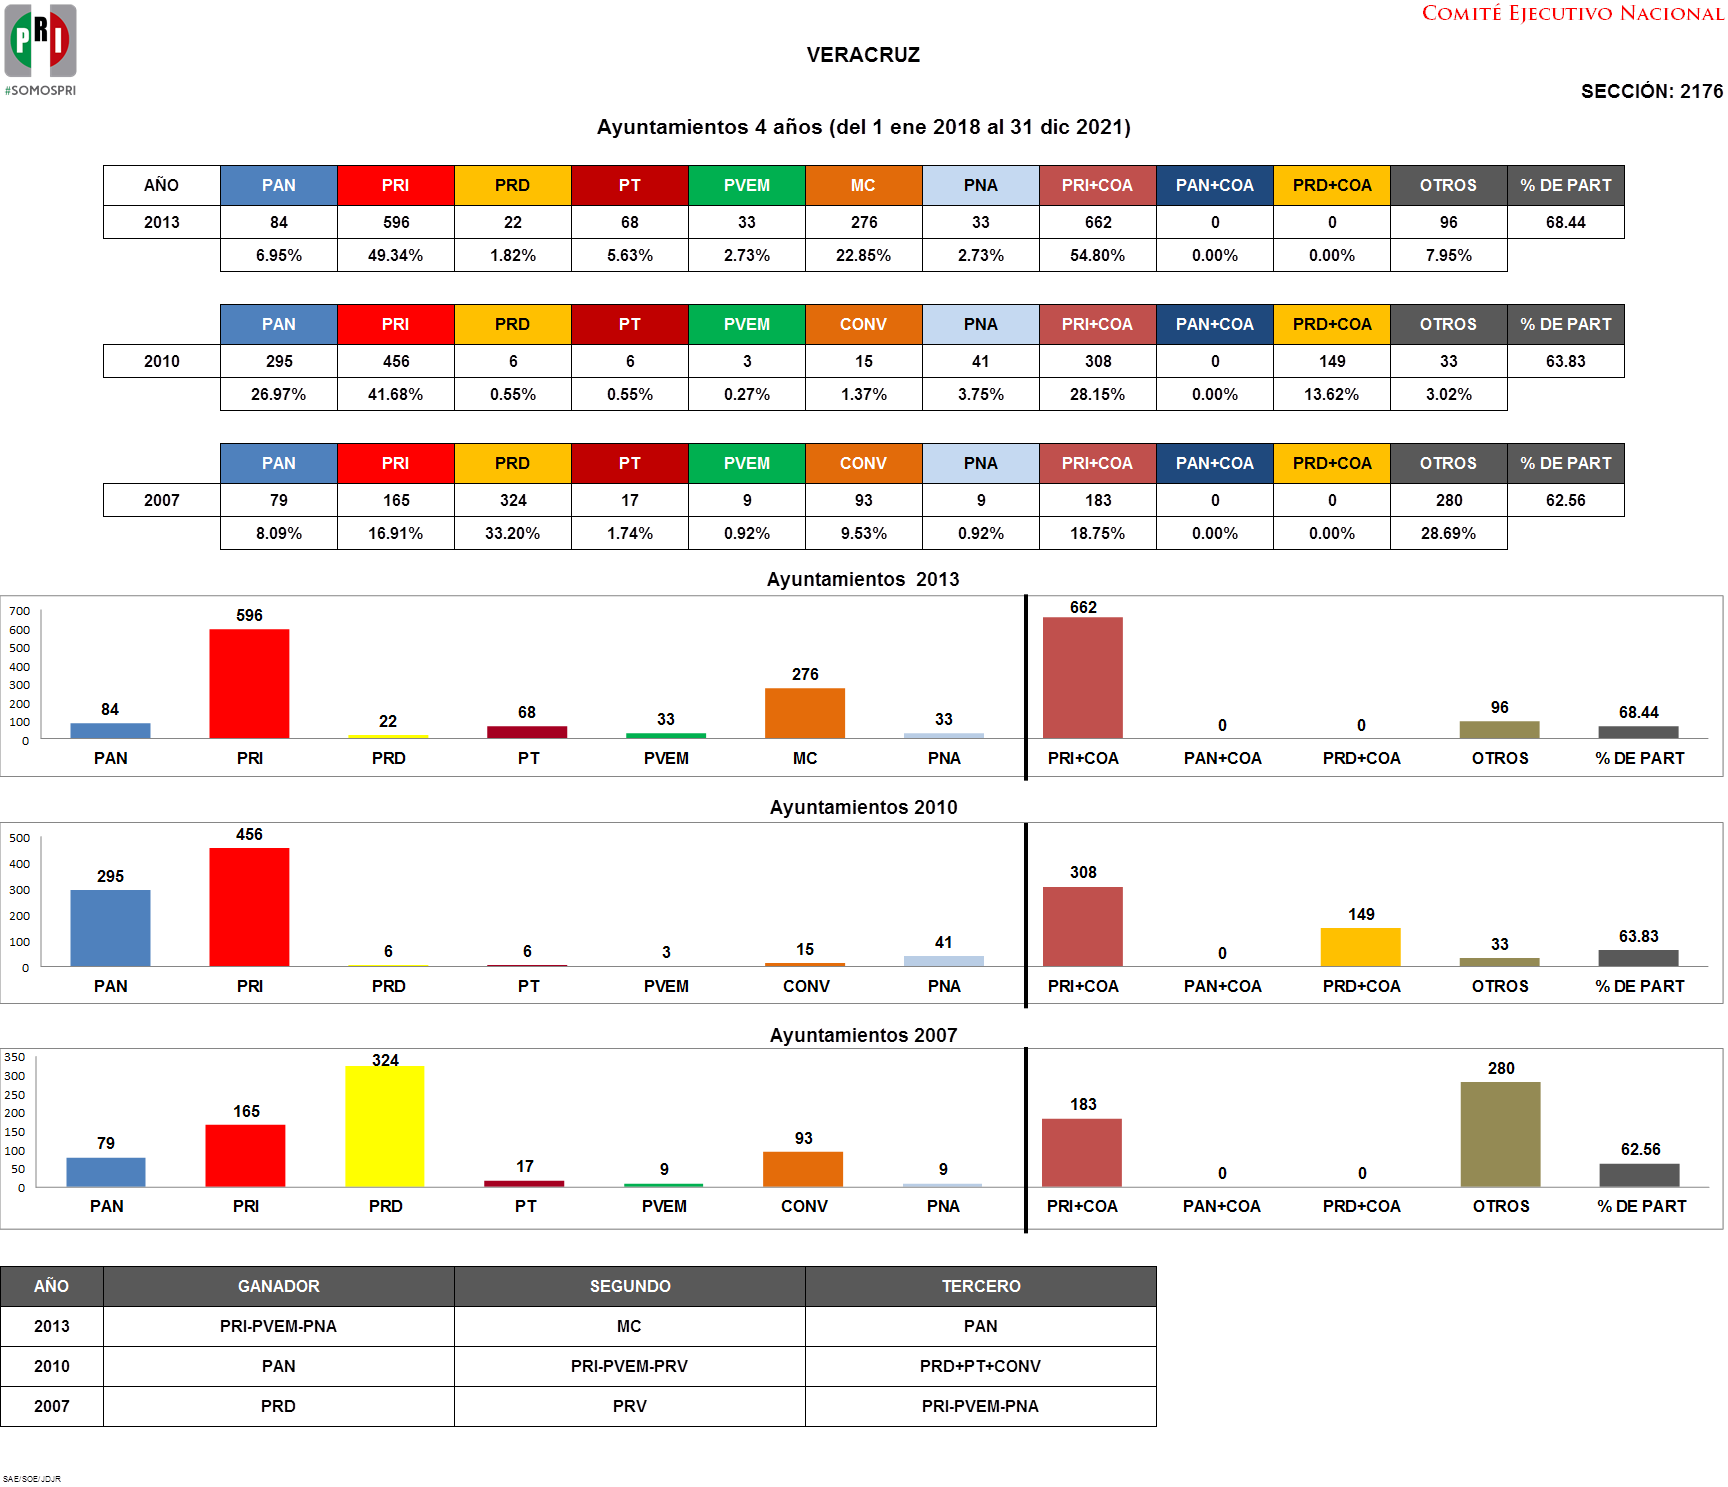 PRI
#SOMOSPRI
COMITÉ EJECUTIVO NACIONAL
VERACRUZ
SECCIÓN: 2176
Ayuntamientos 4 años (del 1 ene 2018 al 31 dic 2021)
AÑO PAN PRI PRD PT PVEM MC PNA PRI+COA PAN+COA PRD+COA OTROS % DE PART
2013 84 596 22 68 33 276 33 662 0 0 96 68.44
6.95% 49.34% 1.82% 5.63% 2.73% 22.85% 2.73% 54.80% 0.00% 0.00% 7.95%
PAN PRI PRD PT PVEM CONV PNA PRI+COA PAN+COA PRD+COA OTROS % DE PART
2010 295 456 6 6 3 15 41 308 0 149 33 63.83
26.97% 41.68% 0.55% 0.55% 0.27% 1.37% 3.75% 28.15% 0.00% 13.62% 3.02%
PAN PRI PRD PT PVEM CONV PNA PRI+COA PAN+COA PRD+COA OTROS % DE PART
2007 79 165 324 17 9 93 9 183 0 0 280 62.56
8.09% 16.91% 33.20% 1.74% 0.92% 9.53% 0.92% 18.75% 0.00% 0.00% 28.69%
Ayuntamientos 2013
700
600
500
400
300
200
100
0
84 596 22 68 33 276 33 662 0 0 96 68.44
PAN PRI PRD PT PVEM MC PNA PRI+COA PAN+COA PRD+COA OTROS % DE PART
Ayuntamientos 2010
500
400
300
200
100
0
295 456 6 6 3 15 41 308 0 149 33 63.83
PAN PRI PRD PT PVEM CONV PNA PRI+COA PAN+COA PRD+COA OTROS % DE PART
Ayuntamientos 2007
350
300
250
200
150
100
50
0
79 165 324 17 9 93 9 183 0 0 280 62.56
PAN PRI PRD PT PVEM CONV PNA PRI+COA PAN+COA PRD+COA OTROS % DE PART
AÑO GANADOR SEGUNDO TERCERO
2013 PRI-PVEM-PNA MC PAN
2010 PAN PRI-PVEM-PRV PRD+PT+CONV
2007 PRD PRV PRI-PVEM-PNA
SAE/SOE/JDJR